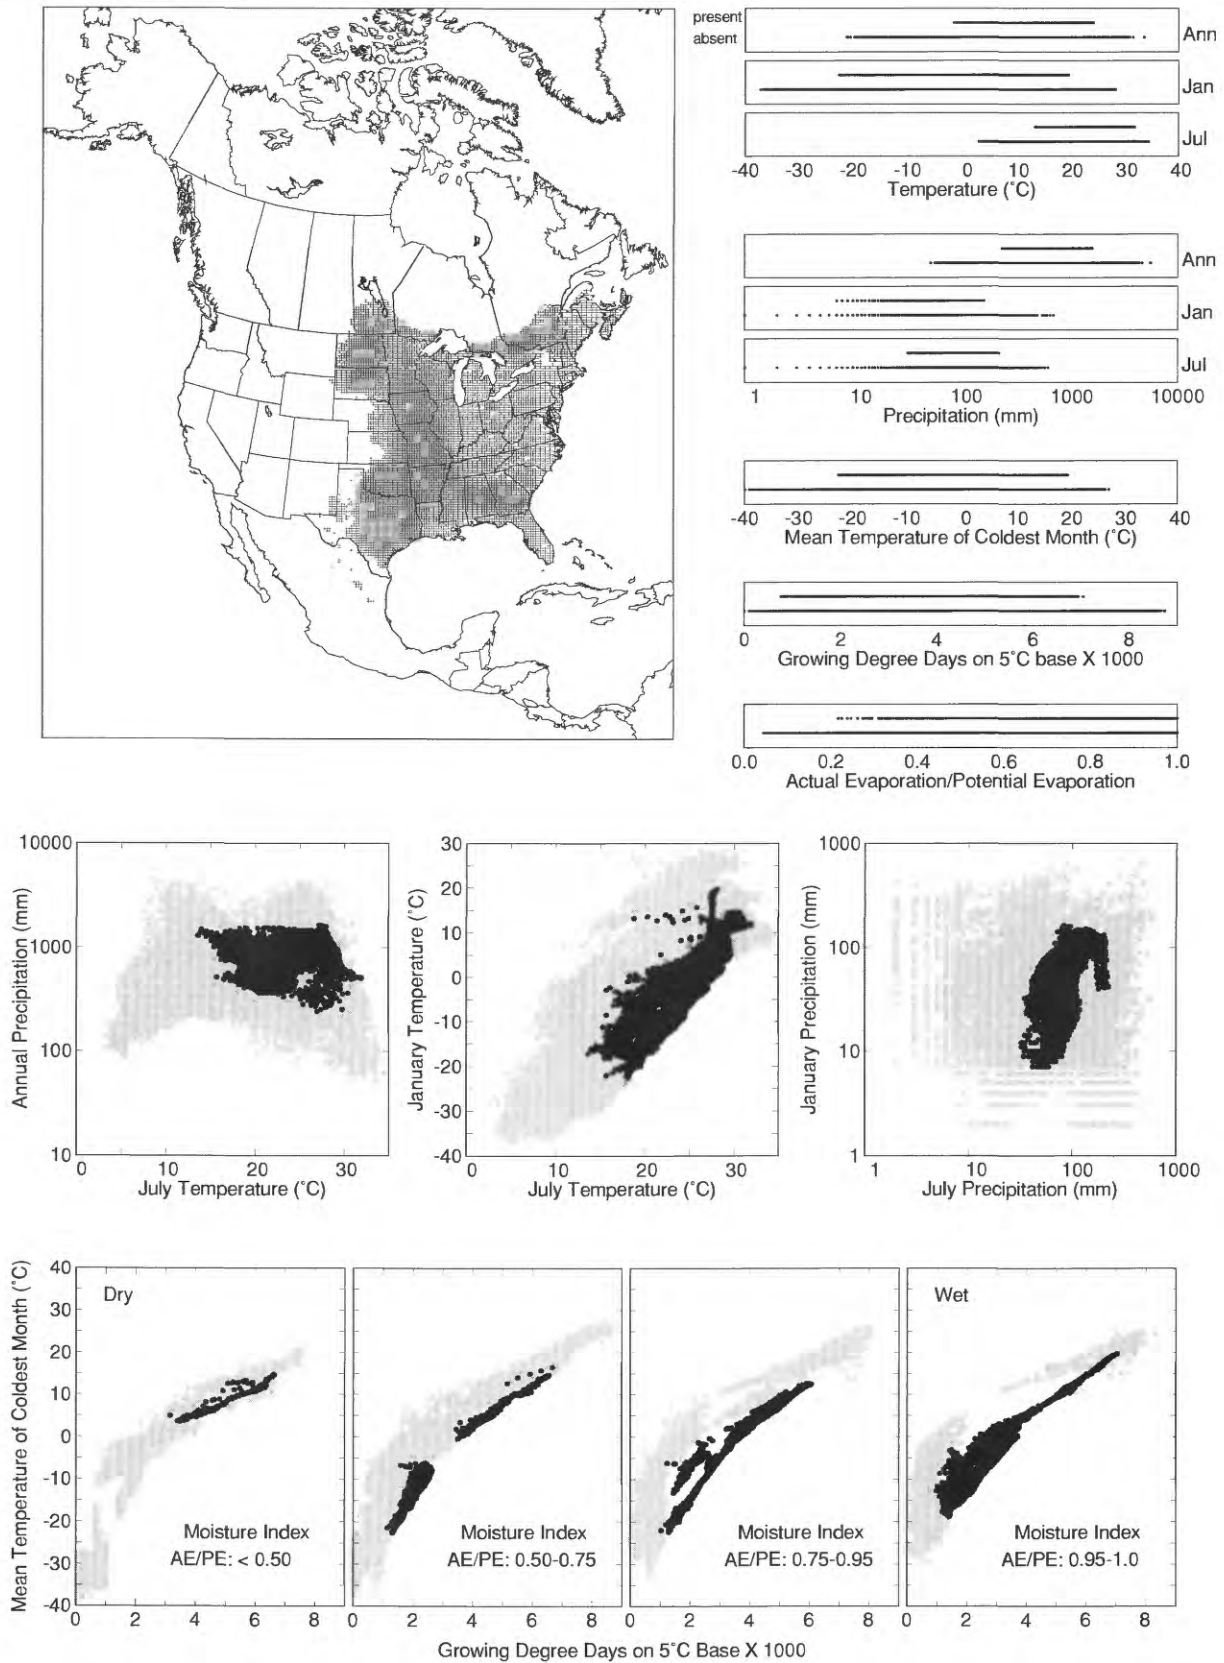 present
absent
Ann
Jan
Jul
-40 -30 -20 -10 0 10 20 30 40
Temperature (˚C)
Ann
Jan
Jul
1 10 100 1000 10000
Precipitation (mm)
-40 -30 -20 -10 0 10 20 30 40
Mean Temperature of Coldest Month (˚C)
0 2 4 6 8
Growing Degree Days on 5˚C base X 1000
0.0 0.2 0.4 0.6 0.8 1.0
Actual Evaporation/Potential Evaporation
10000
1000
100
10
Annual Precipitation (mm)
0 10 20 30
July Temperature (˚C)
30
20
10
0
-10
-20
-30
-40
January Temperature (˚C)
0 10 20 30
July Temperature (˚C)
1000
100
10
1
January Precipitation (mm)
1 10 100 1000
July Precipitation (mm)
Mean Temperature of Coldest Month (˚C)
40
30
20
10
0
-10
-20
-30
-40
Dry
Moisture Index
AE/PE: < 0.50
0 2 4 6 8
Moisture Index
AE/PE: 0.50-0.75
0 2 4 6 8
Moisture Index
AE/PE: 0.75-0.95
0 2 4 6 8
Wet
Moisture Index
AE/PE: 0.95-1.0
0 2 4 6 8
Growing Degree Days on 5˚C Base X 1000